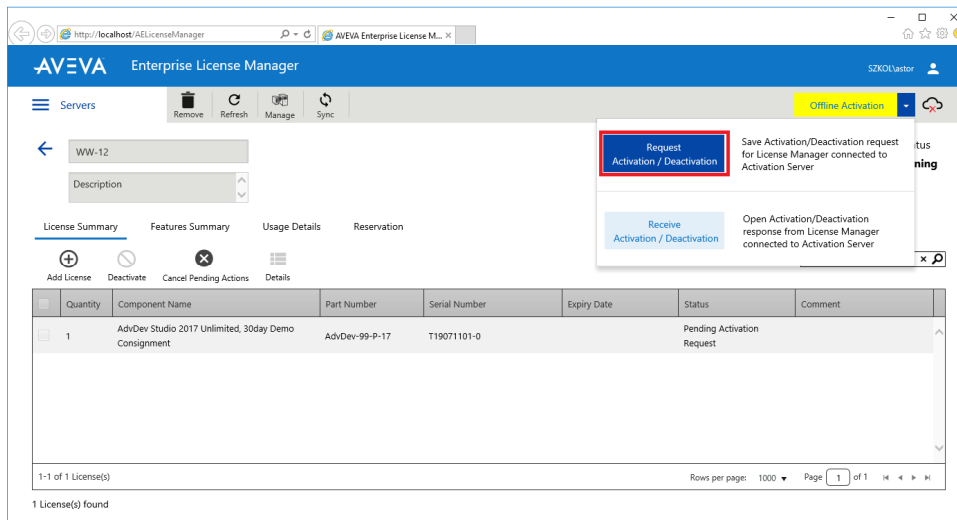 http://localhost/AELicenseManager
AVEVA Enterprise License M...
AVEVA
Enterprise License Manager
SZKOL\astor
Servers
Remove
Refresh
Manage
Sync
Offline Activation
WW-12
Description
Request
Activation / Deactivation
Save Activation/Deactivation request
for License Manager connected to
Activation Server
Receive
Activation / Deactivation
Open Activation/Deactivation
response from License Manager
connected to Activation Server
License Summary
Features Summary
Usage Details
Reservation
Add License
Deactivate
Cancel Pending Actions
Details
Quantity
Component Name
Part Number
Serial Number
Expiry Date
Status
Comment
1
AdvDev Studio 2017 Unlimited, 30day Demo
Consignment
AdvDev-99-P-17
T19071101-0
Pending Activation
Request
1-1 of 1 License(s)
Rows per page: 1000
Page 1 of 1
1 License(s) found